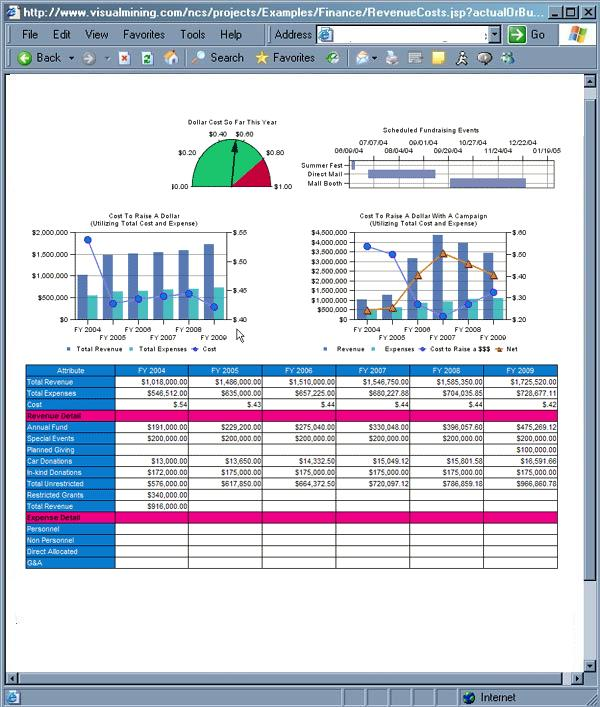 http://www.visualmining.com/ncs/projects/Examples/Finance/RevenueCosts.jsp?actualOrBu...
File Edit View Favorites Tools Help Address Go
Back Search Favorites
Dollar Cost So Far This Year
$0.40 $0.60
$0.20 $0.80
$0.00 $1.00
Scheduled Fundraising Events
07/07/04 09/01/04 10/27/04 12/22/04
06/09/04 08/04/04 09/29/04 11/24/04 01/19/05
Summer Fest
Direct Mail
Mall Booth
Cost To Raise A Dollar
(Utilizing Total Cost and Expense)
$2,000,000 $.55
$1,500,000 $.50
$1,000,000
$500,000 $.45
$0 $.40
FY 2004 FY 2006 FY 2008
FY 2005 FY 2007 FY 2009
Total Revenue Total Expenses Cost
Cost To Raise A Dollar With A Campaign
(Utilizing Total Cost and Expense)
$4,500,000 $.60
$4,000,000
$3,500,000 $.50
$3,000,000
$2,500,000 $.40
$2,000,000
$1,500,000 $.30
$1,000,000
$500,000
$0 $.20
FY 2004 FY 2006 FY 2008
FY 2005 FY 2007 FY 2009
Revenue Expenses Cost to Raise a $$$ Net
Attribute FY 2004 FY 2005 FY 2006 FY 2007 FY 2008 FY 2009
Total Revenue $1,018,000.00 $1,486,000.00 $1,510,000.00 $1,546,750.00 $1,585,350.00 $1,725,520.00
Total Expenses $546,512.00 $635,000.00 $657,225.00 $680,227.88 $704,035.85 $728,677.11
Cost $.54 $.43 $.44 $.44 $.44 $.42
Revenue Detail
Annual Fund $191,000.00 $229,200.00 $275,040.00 $330,048.00 $396,057.60 $475,269.12
Special Events $200,000.00 $200,000.00 $200,000.00 $200,000.00 $200,000.00 $200,000.00
Planned Giving $100,000.00
Car Donations $13,000.00 $13,650.00 $14,332.50 $15,049.12 $15,801.58 $16,591.66
In-kind Donations $172,000.00 $175,000.00 $175,000.00 $175,000.00 $175,000.00 $175,000.00
Total Unrestricted $576,000.00 $617,850.00 $664,372.50 $720,097.12 $786,859.18 $966,860.78
Restricted Grants $340,000.00
Total Revenue $916,000.00
Expense Detail
Personnel
Non Personnel
Direct Allocated
G&A
Internet